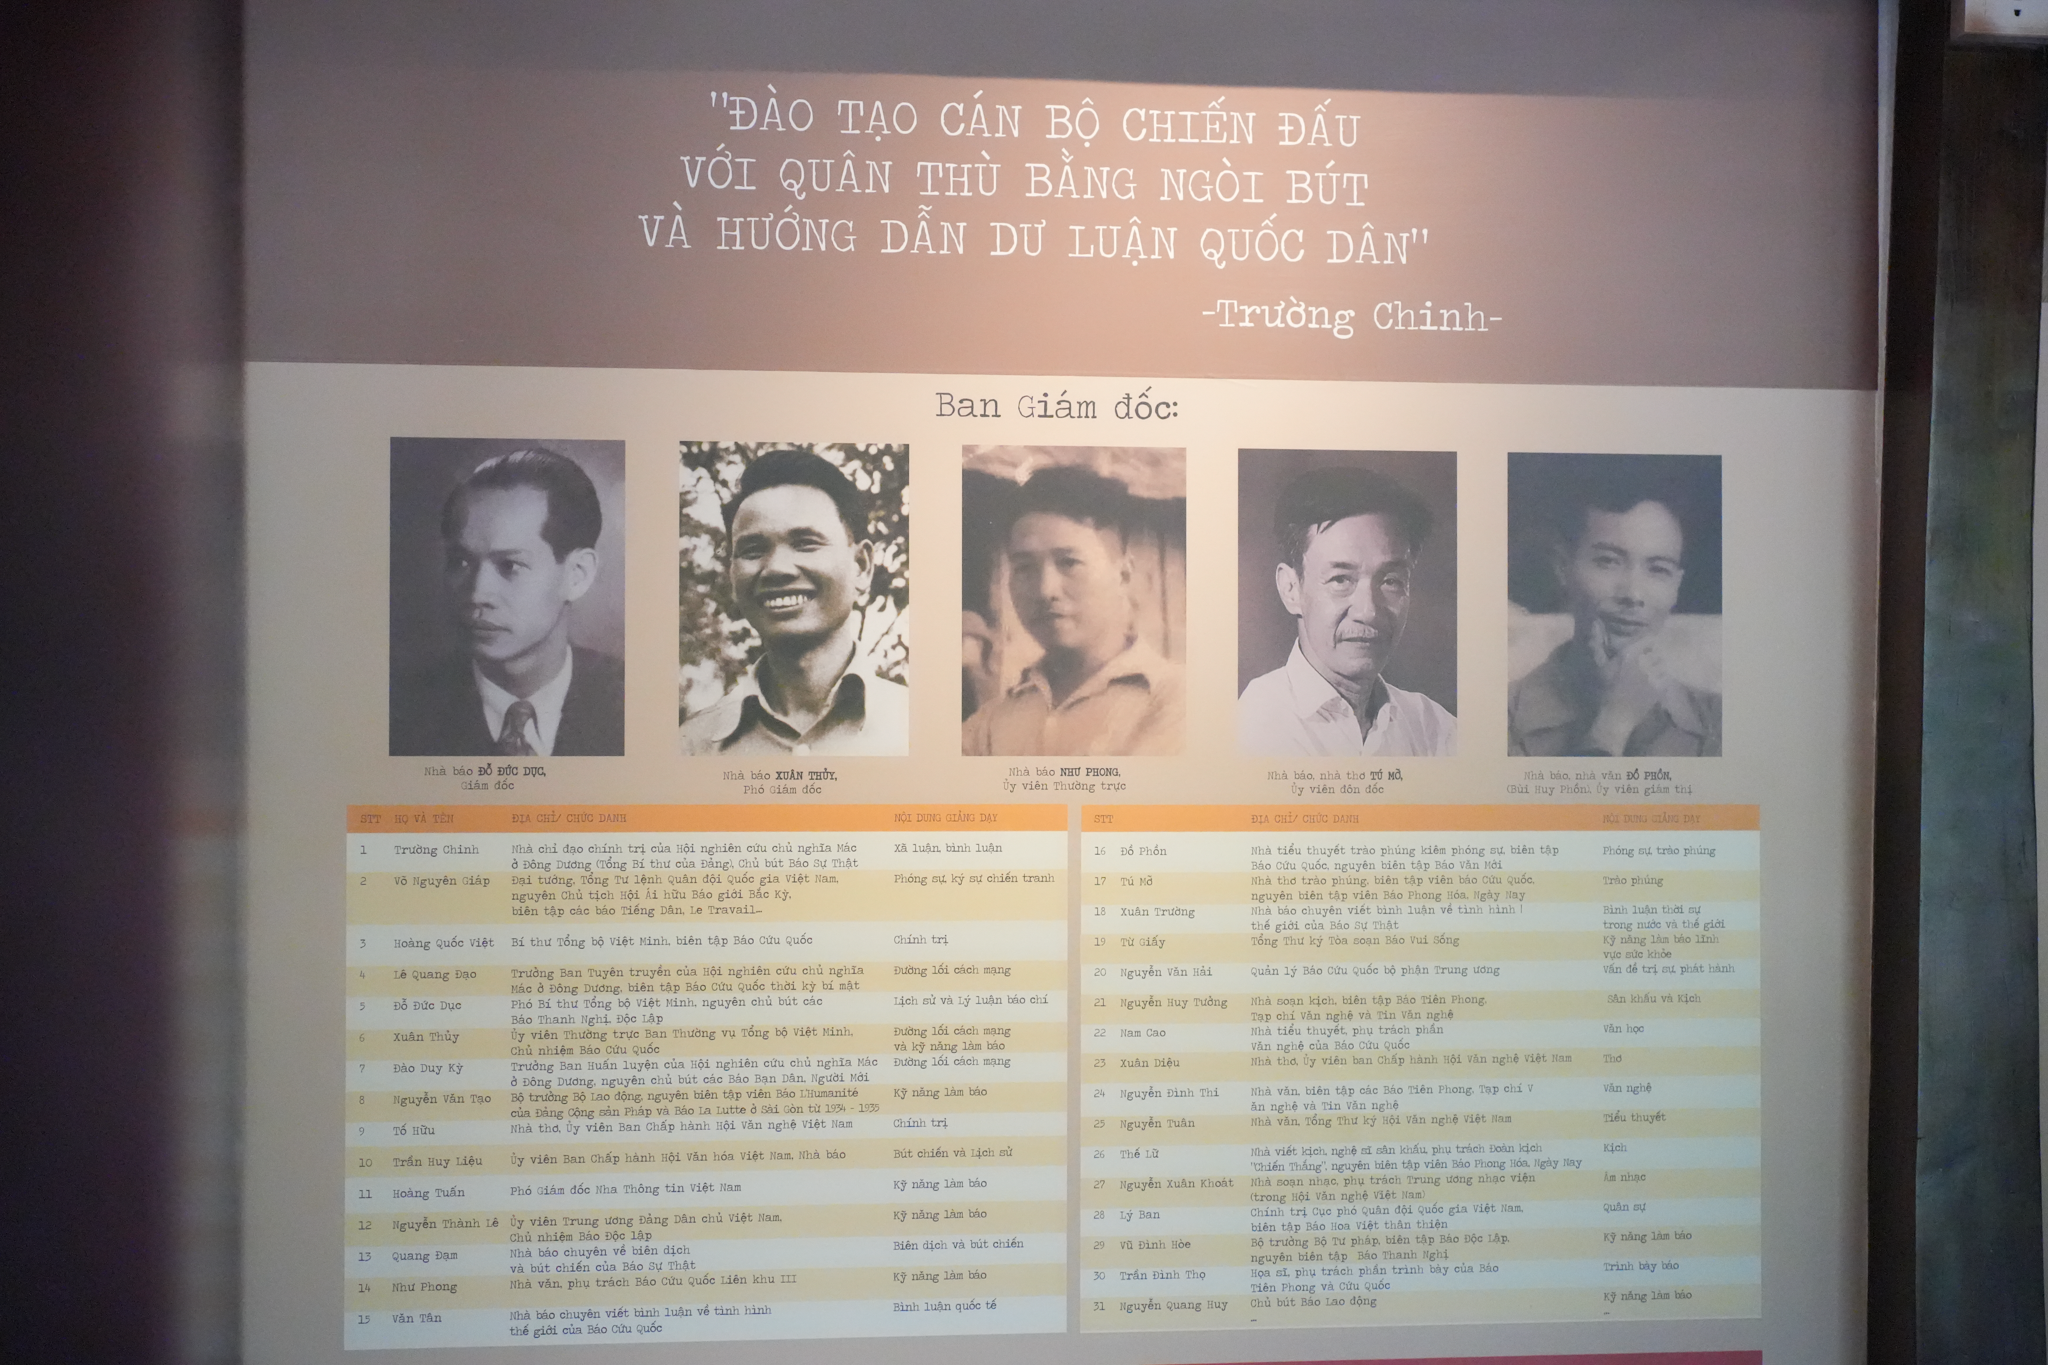 "ĐÀO TẠO CÁN BỘ CHIẾN ĐẤU
VỚI QUÂN THÙ BẰNG NGÒI BÚT
VÀ HƯỚNG DẪN DƯ LUẬN QUỐC DÂN"
-Trường Chinh-
Ban Giám đốc:
Nhà báo ĐỖ ĐỨC DỤC,
Giám đốc
Nhà báo XUÂN THỦY,
Phó Giám đốc
Nhà báo NHƯ PHONG,
Ủy viên Thường trực
Nhà báo, nhà thơ TÚ MỠ,
Ủy viên đôn đốc
Nhà báo, nhà văn ĐỒ PHỒN,
(Bùi Huy Phồn), Ủy viên giám thị
STT HỌ VÀ TÊN ĐỊA CHỈ/ CHỨC DANH NỘI DUNG GIẢNG DẠY
1 Trường Chinh Nhà chỉ đạo chính trị của Hội nghiên cứu chủ nghĩa Mác Xã luận, bình luận
ở Đông Dương (Tổng Bí thư của Đảng), Chủ bút Báo Sự Thật
2 Võ Nguyên Giáp Đại tướng, Tổng Tư lệnh Quân đội Quốc gia Việt Nam, Phóng sự, ký sự chiến tranh
nguyên Chủ tịch Hội Ái hữu Báo giới Bắc Kỳ,
biên tập các báo Tiếng Dân, Le Travail…
3 Hoàng Quốc Việt Bí thư Tổng bộ Việt Minh, biên tập Báo Cứu Quốc Chính trị
4 Lê Quang Đạo Trưởng Ban Tuyên truyền của Hội nghiên cứu chủ nghĩa Đường lối cách mạng
Mác ở Đông Dương, biên tập Báo Cứu Quốc thời kỳ bí mật
5 Đỗ Đức Dục Phó Bí thư Tổng bộ Việt Minh, nguyên chủ bút các Lịch sử và Lý luận báo chí
Báo Thanh Nghị, Độc Lập
6 Xuân Thủy Ủy viên Thường trực Ban Thường vụ Tổng bộ Việt Minh, Đường lối cách mạng
Chủ nhiệm Báo Cứu Quốc và kỹ năng làm báo
7 Đào Duy Kỳ Trưởng Ban Huấn luyện của Hội nghiên cứu chủ nghĩa Mác Đường lối cách mạng
ở Đông Dương, nguyên chủ bút các Báo Bạn Dân, Người Mới
8 Nguyễn Văn Tạo Bộ trưởng Bộ Lao động, nguyên biên tập viên Báo L'Humanité Kỹ năng làm báo
của Đảng Cộng sản Pháp và Báo La Lutte ở Sài Gòn từ 1934 - 1935
9 Tố Hữu Nhà thơ, Ủy viên Ban Chấp hành Hội Văn nghệ Việt Nam Chính trị
10 Trần Huy Liệu Ủy viên Ban Chấp hành Hội Văn hóa Việt Nam, Nhà báo Bút chiến và Lịch sử
11 Hoàng Tuấn Phó Giám đốc Nha Thông tin Việt Nam Kỹ năng làm báo
12 Nguyễn Thành Lê Ủy viên Trung ương Đảng Dân chủ Việt Nam, Kỹ năng làm báo
Chủ nhiệm Báo Độc lập
13 Quang Đạm Nhà báo chuyên về biên dịch Biên dịch và bút chiến
và bút chiến của Báo Sự Thật
14 Như Phong Nhà văn, phụ trách Báo Cứu Quốc Liên khu III Kỹ năng làm báo
15 Văn Tân Nhà báo chuyên viết bình luận về tình hình Bình luận quốc tế
thế giới của Báo Cứu Quốc
STT ĐỊA CHỈ/ CHỨC DANH NỘI DUNG GIẢNG DẠY
16 Đồ Phồn Nhà tiểu thuyết trào phúng kiêm phóng sự, biên tập Phóng sự, trào phúng
Báo Cứu Quốc, nguyên biên tập Báo Văn Mới
17 Tú Mỡ Nhà thơ trào phúng, biên tập viên báo Cứu Quốc, Trào phúng
nguyên biên tập viên Báo Phong Hóa, Ngày Nay
18 Xuân Trường Nhà báo chuyên viết bình luận về tình hình Bình luận thời sự
thế giới của Báo Sự Thật trong nước và thế giới
19 Từ Giấy Tổng Thư ký Tòa soạn Báo Vui Sống Kỹ năng làm báo lĩnh
vực sức khỏe
20 Nguyễn Văn Hải Quản lý Báo Cứu Quốc bộ phận Trung ương Vấn đề trị sự, phát hành
21 Nguyễn Huy Tưởng Nhà soạn kịch, biên tập Báo Tiên Phong, Sân khấu và Kịch
Tạp chí Văn nghệ và Tin Văn nghệ
22 Nam Cao Nhà tiểu thuyết, phụ trách phần Văn học
Văn nghệ của Báo Cứu Quốc
23 Xuân Diệu Nhà thơ, Ủy viên ban Chấp hành Hội Văn nghệ Việt Nam Thơ
24 Nguyễn Đình Thi Nhà văn, biên tập các Báo Tiên Phong, Tạp chí V Văn nghệ
ăn nghệ và Tin Văn nghệ
25 Nguyễn Tuân Nhà văn, Tổng Thư ký Hội Văn nghệ Việt Nam Tiểu thuyết
26 Thế Lữ Nhà viết kịch, nghệ sĩ sân khấu, phụ trách Đoàn kịch Kịch
"Chiến Thắng", nguyên biên tập viên Báo Phong Hóa, Ngày Nay
27 Nguyễn Xuân Khoát Nhà soạn nhạc, phụ trách Trung ương nhạc viện Âm nhạc
(trong Hội Văn nghệ Việt Nam)
28 Lý Ban Chính trị Cục phó Quân đội Quốc gia Việt Nam, Quân sự
biên tập Báo Hoa Việt thân thiện
29 Vũ Đình Hòe Bộ trưởng Bộ Tư pháp, biên tập Báo Độc Lập, Kỹ năng làm báo
nguyên biên tập Báo Thanh Nghị
30 Trần Đình Thọ Họa sĩ, phụ trách phần trình bày của Báo Trình bày báo
Tiên Phong và Cứu Quốc
31 Nguyễn Quang Huy Chủ bút Báo Lao động Kỹ năng làm báo
… …